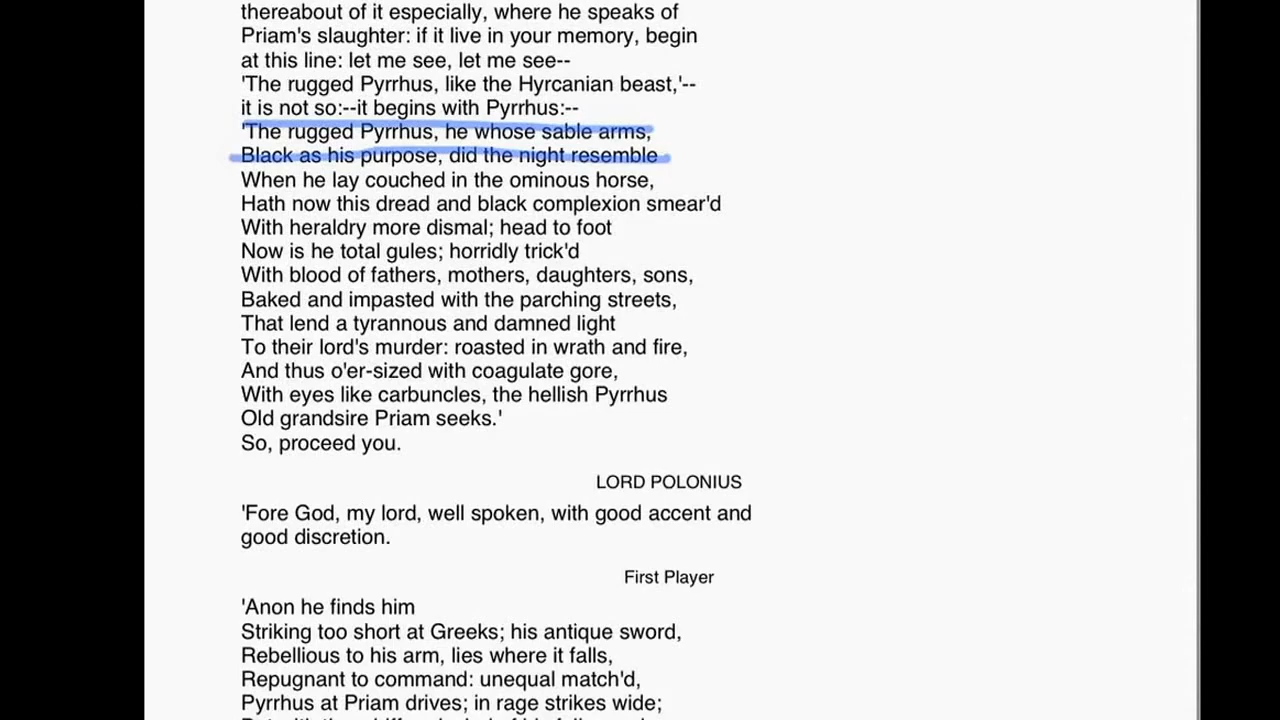 thereabout of it especially, where he speaks of
Priam's slaughter: if it live in your memory, begin
at this line: let me see, let me see--
'The rugged Pyrrhus, like the Hyrcanian beast,'--
it is not so:--it begins with Pyrrhus:--
'The rugged Pyrrhus, he whose sable arms,
Black as his purpose, did the night resemble
When he lay couched in the ominous horse,
Hath now this dread and black complexion smear'd
With heraldry more dismal; head to foot
Now is he total gules; horridly trick'd
With blood of fathers, mothers, daughters, sons,
Baked and impasted with the parching streets,
That lend a tyrannous and damned light
To their lord's murder: roasted in wrath and fire,
And thus o'er-sized with coagulate gore,
With eyes like carbuncles, the hellish Pyrrhus
Old grandsire Priam seeks.'
So, proceed you.
LORD POLONIUS
'Fore God, my lord, well spoken, with good accent and
good discretion.
First Player
'Anon he finds him
Striking too short at Greeks; his antique sword,
Rebellious to his arm, lies where it falls,
Repugnant to command: unequal match'd,
Pyrrhus at Priam drives; in rage strikes wide;